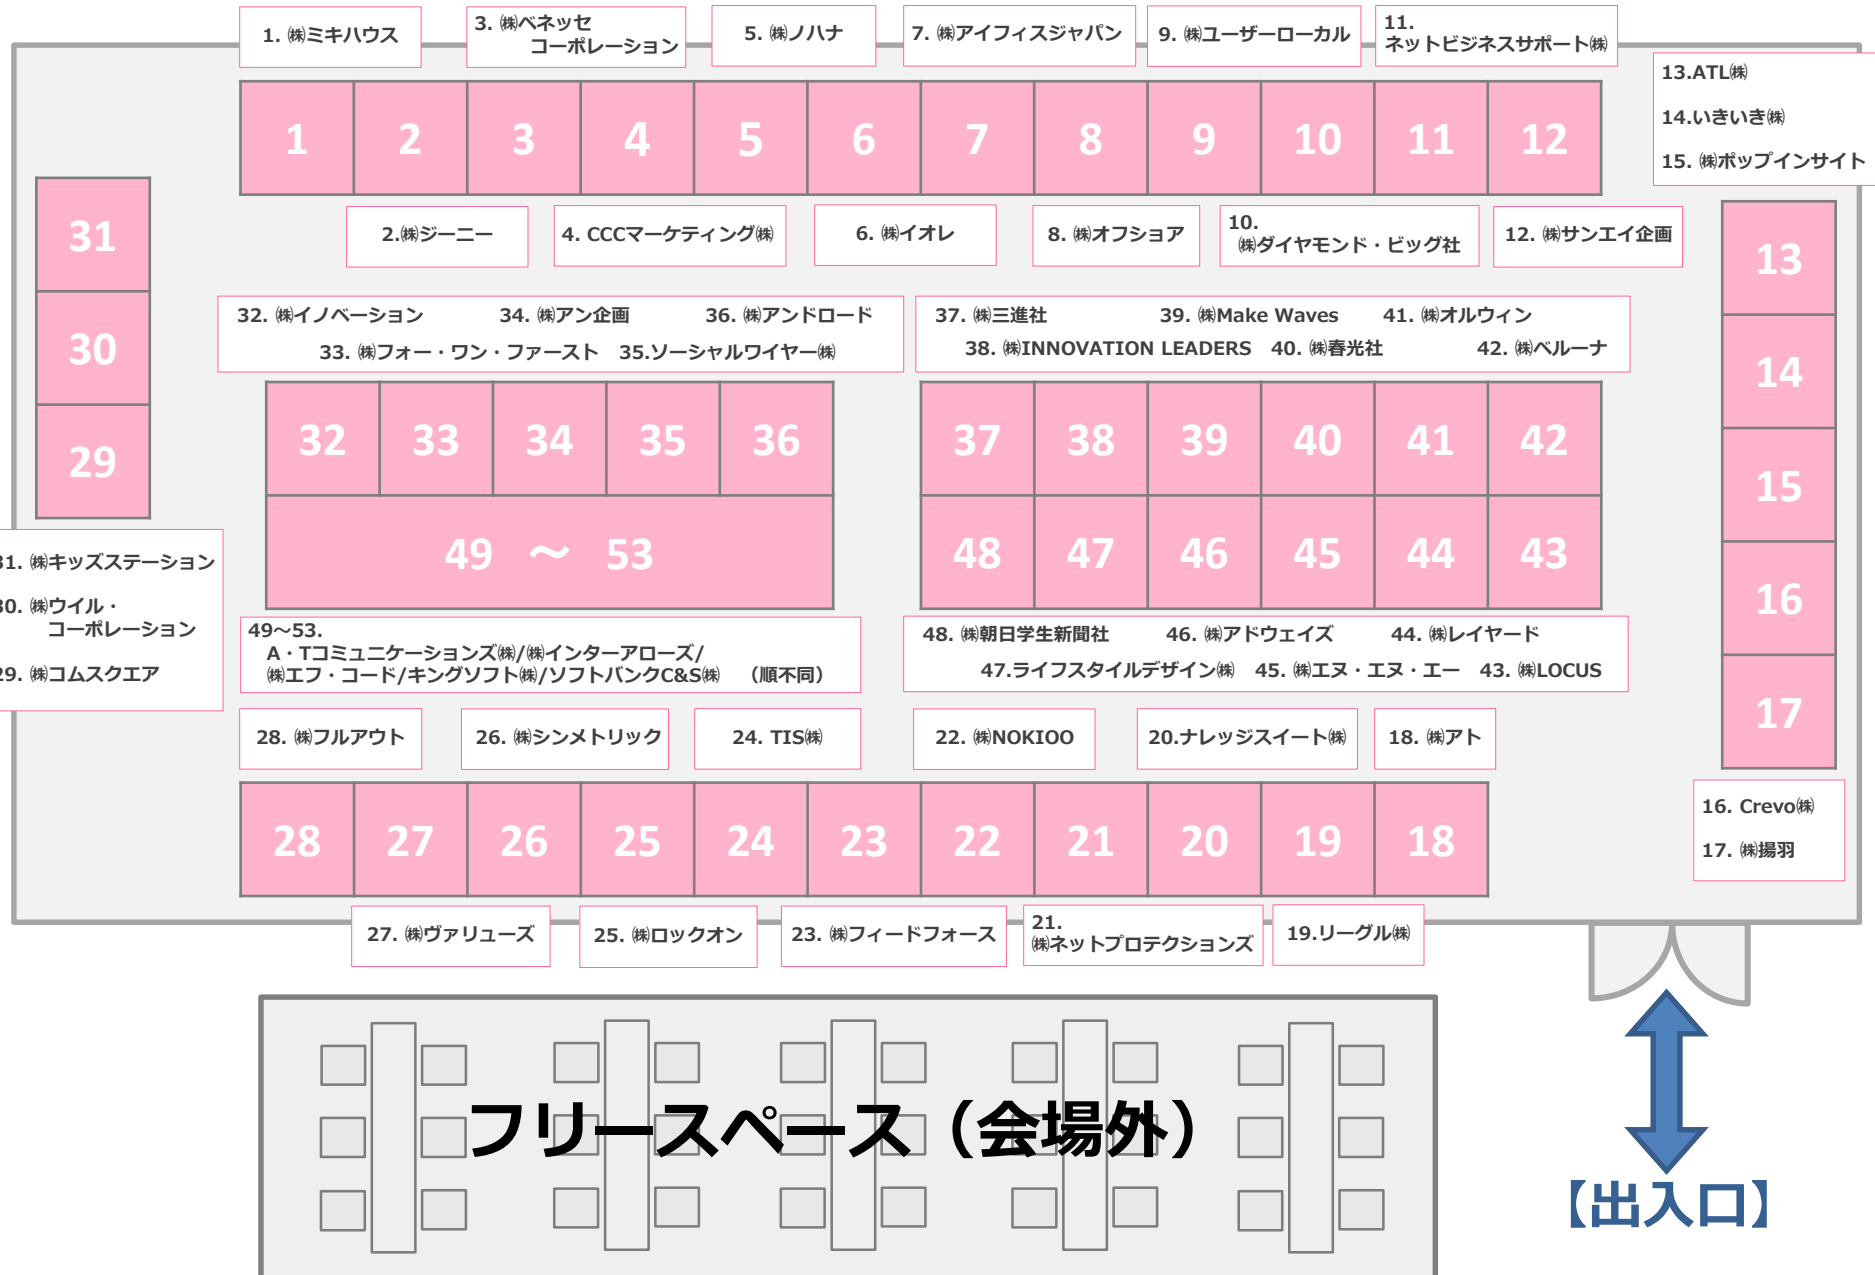 1. ㈱ミキハウス
3. ㈱ベネッセ
コーポレーション
5. ㈱ノハナ
7. ㈱アイフィスジャパン
9. ㈱ユーザーローカル
11.
ネットビジネスサポート㈱
13.ATL㈱
14.いきいき㈱
15. ㈱ポップインサイト
1 2 3 4 5 6 7 8 9 10 11 12
2.㈱ジーニー
4. CCCマーケティング㈱
6. ㈱イオレ
8. ㈱オフショア
10.
㈱ダイヤモンド・ビッグ社
12. ㈱サンエイ企画
31
30
29
13
14
15
16
17
32. ㈱イノベーション 34. ㈱アン企画 36. ㈱アンドロード
33. ㈱フォー・ワン・ファースト 35.ソーシャルワイヤー㈱
37. ㈱三進社 39. ㈱Make Waves 41. ㈱オルウィン
38. ㈱INNOVATION LEADERS 40. ㈱春光社 42. ㈱ベルーナ
32 33 34 35 36
37 38 39 40 41 42
49 ～ 53
48 47 46 45 44 43
31. ㈱キッズステーション
30. ㈱ウイル・
コーポレーション
29. ㈱コムスクエア
49～53.
A・Tコミュニケーションズ㈱/㈱インターアローズ/
㈱エフ・コード/キングソフト㈱/ソフトバンクC&S㈱ （順不同）
48. ㈱朝日学生新聞社 46. ㈱アドウェイズ 44. ㈱レイヤード
47.ライフスタイルデザイン㈱ 45. ㈱エヌ・エヌ・エー 43. ㈱LOCUS
28. ㈱フルアウト
26. ㈱シンメトリック
24. TIS㈱
22. ㈱NOKIOO
20.ナレッジスイート㈱
18. ㈱アト
16. Crevo㈱
17. ㈱揚羽
28 27 26 25 24 23 22 21 20 19 18
27. ㈱ヴァリューズ
25. ㈱ロックオン
23. ㈱フィードフォース
21.
㈱ネットプロテクションズ
19.リーグル㈱
フリースペース（会場外）
【出入口】